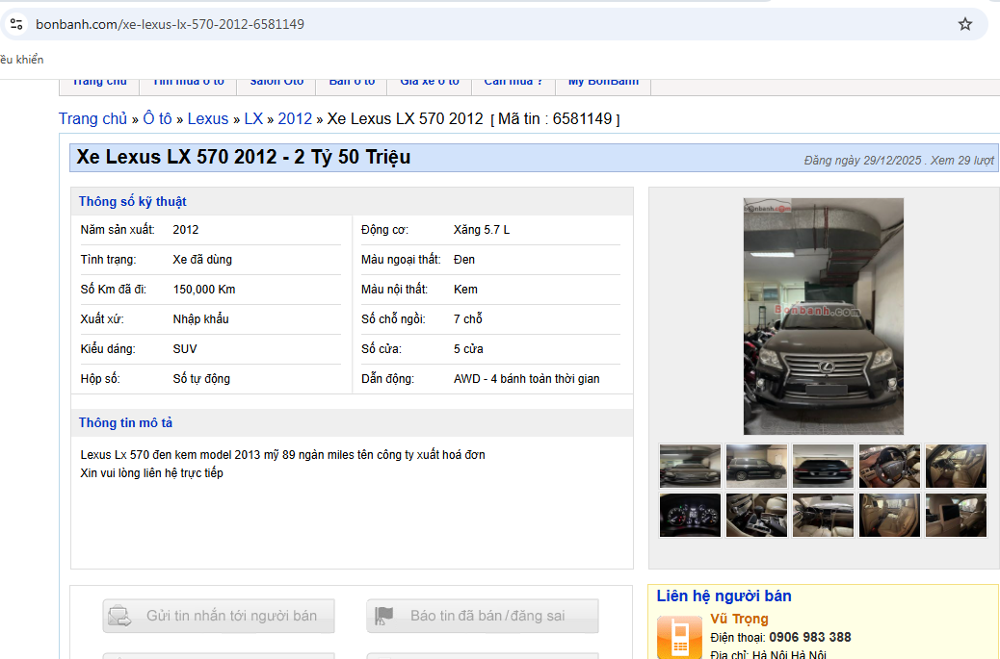 bonbanh.com/xe-lexus-lx-570-2012-6581149
ều khiển
Trang chủ Tìm mua ô tô Salon Ôtô Bán ô tô Giá xe ô tô Cần mua ? My BonBanh
Trang chủ » Ô tô » Lexus » LX » 2012 » Xe Lexus LX 570 2012 [ Mã tin : 6581149 ]
Xe Lexus LX 570 2012 - 2 Tỷ 50 Triệu
Đăng ngày 29/12/2025 . Xem 29 lượt
Thông số kỹ thuật
Năm sản xuất: 2012
Tình trạng: Xe đã dùng
Số Km đã đi: 150,000 Km
Xuất xứ: Nhập khẩu
Kiểu dáng: SUV
Hộp số: Số tự động
Động cơ: Xăng 5.7 L
Màu ngoại thất: Đen
Màu nội thất: Kem
Số chỗ ngồi: 7 chỗ
Số cửa: 5 cửa
Dẫn động: AWD - 4 bánh toàn thời gian
Thông tin mô tả
Lexus Lx 570 đen kem model 2013 mỹ 89 ngàn miles tên công ty xuất hoá đơn
Xin vui lòng liên hệ trực tiếp
bonbanh.com
Bonbanh.com
Gửi tin nhắn tới người bán
Báo tin đã bán/đăng sai
Liên hệ người bán
Vũ Trọng
Điện thoại: 0906 983 388
Địa chỉ: Hà Nội Hà Nội